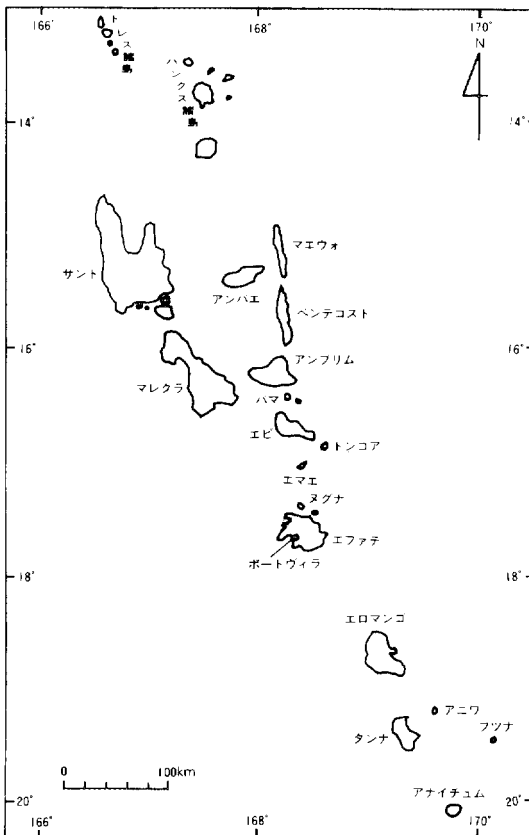 166°
168°
170°
トレス諸島
バンクス諸島
N
14°
14°
マエウォ
サント
アンバエ
ペンテコスト
16°
16°
アンブリム
マレクラ
パマ
エピ
トンコア
エマエ
ヌグナ
エファテ
ポートヴィラ
18°
18°
エロマンコ
アニワ
フツナ
タンナ
0
100km
アナイチュム
20°
20°
166°
168°
170°